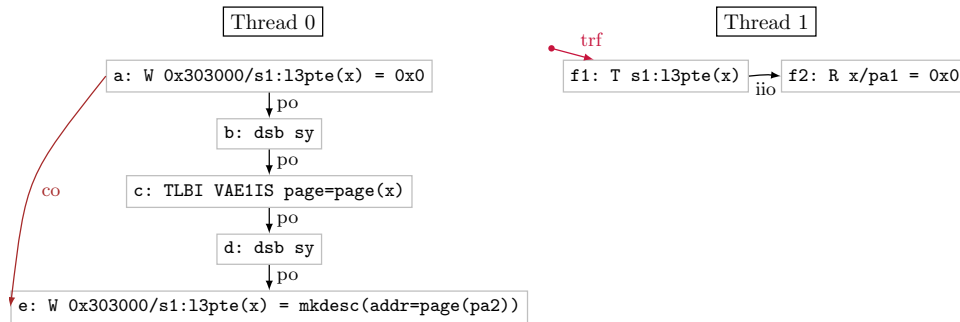 Thread 0
Thread 1
trf
a: W 0x303000/s1:l3pte(x) = 0x0
f1: T s1:l3pte(x)
iio
f2: R x/pa1 = 0x0
po
b: dsb sy
po
co
c: TLBI VAE1IS page=page(x)
po
d: dsb sy
po
e: W 0x303000/s1:l3pte(x) = mkdesc(addr=page(pa2))